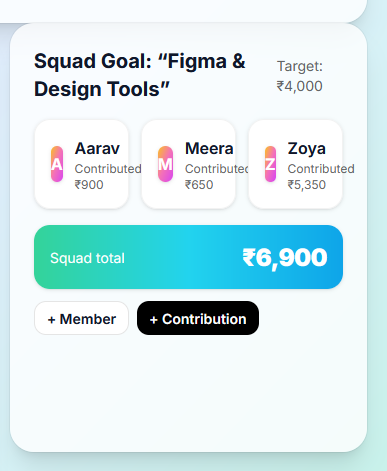 Squad Goal: “Figma &
Design Tools”
Target:
₹4,000
A
Aarav
Contributed
₹900
M
Meera
Contributed
₹650
Z
Zoya
Contributed
₹5,350
Squad total
₹6,900
+ Member
+ Contribution